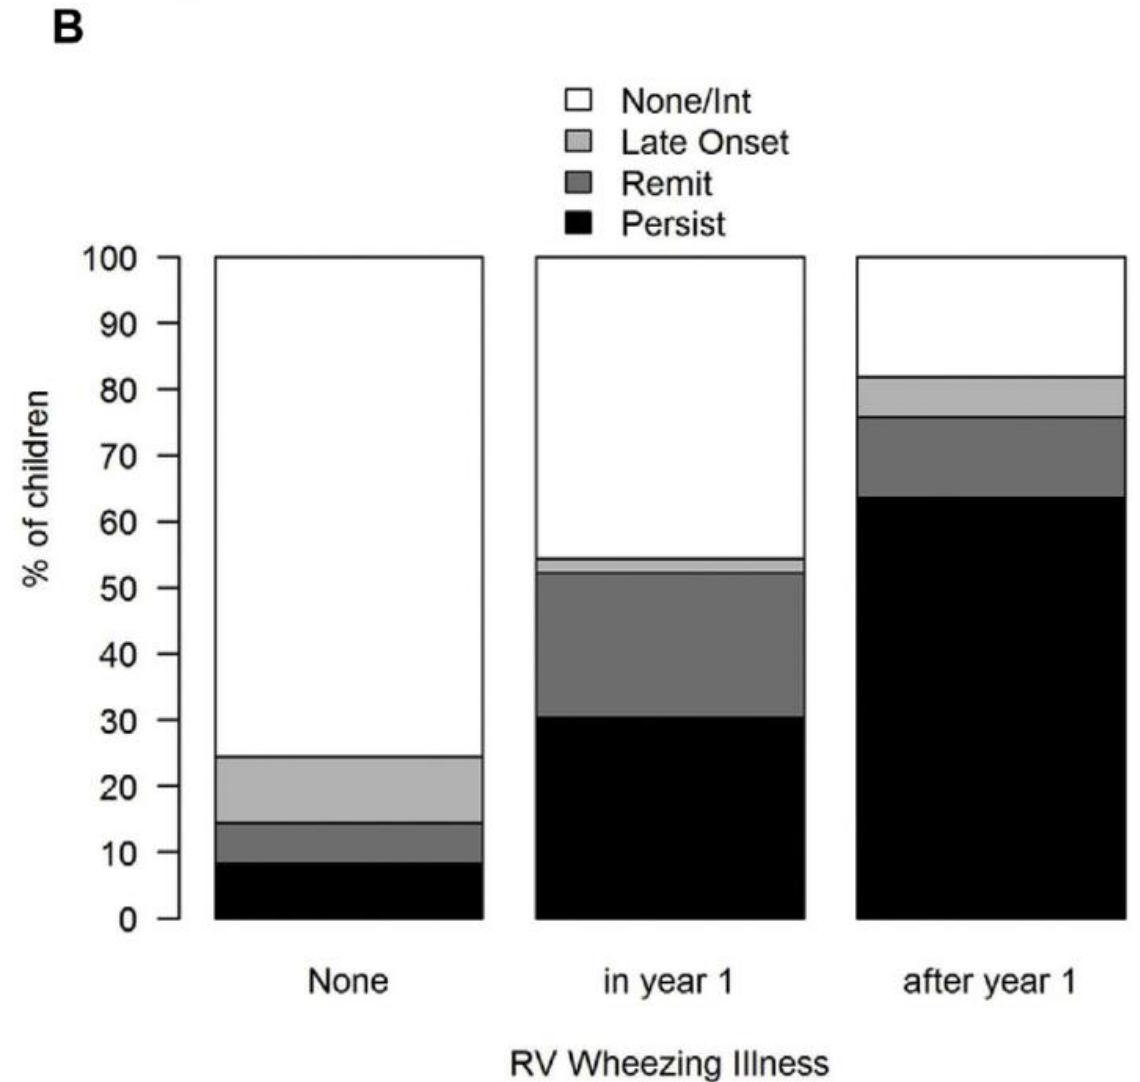 B
None/Int
Late Onset
Remit
Persist
100
90
80
70
60
50
40
30
20
10
0
% of children
None
in year 1
after year 1
RV Wheezing Illness